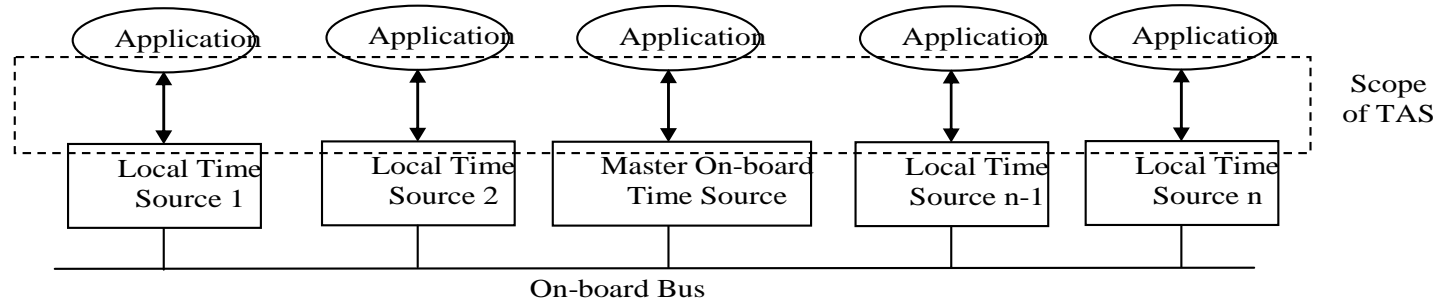 Application
Application
Application
Application
Application
Scope
of TAS
Local Time
Source 1
Local Time
Source 2
Master On-board
Time Source
Local Time
Source n-1
Local Time
Source n
On-board Bus